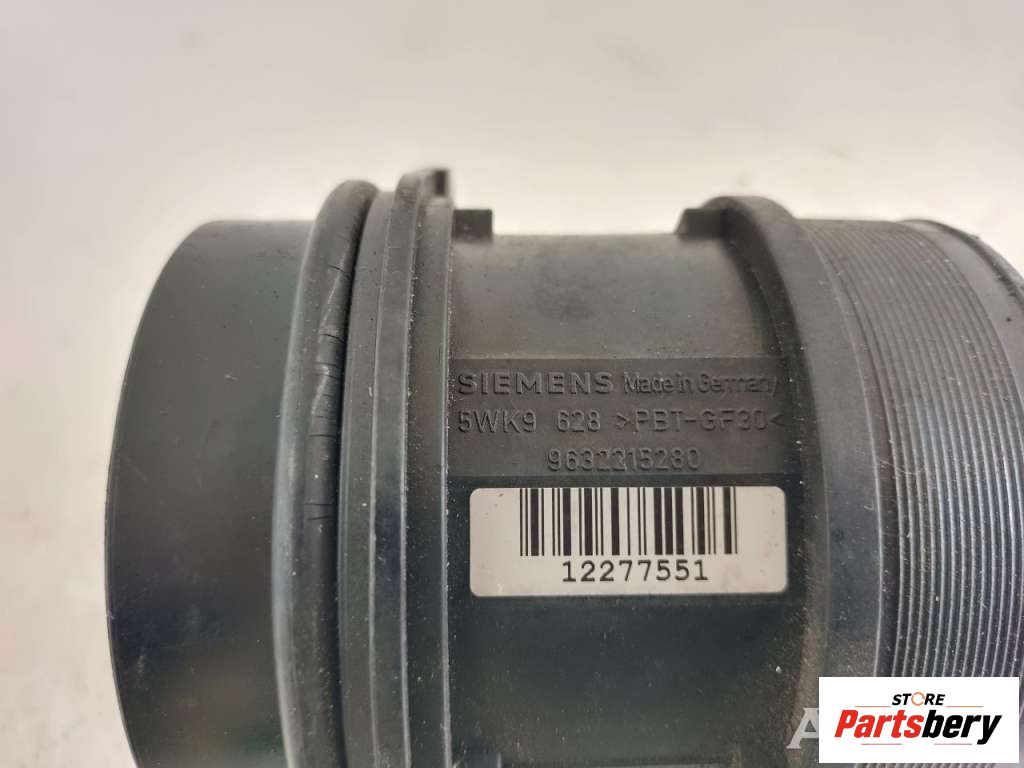 SIEMENS Made in Germany
5WK9 628 >PBT-GF30<
9632215280
12277551
STORE
Partsbery